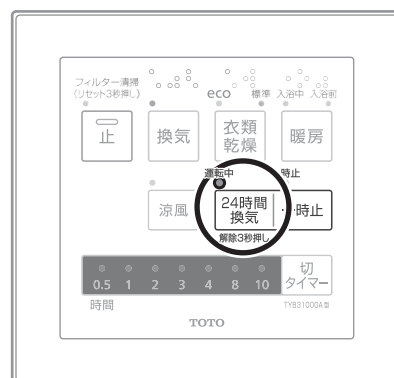 フィルター清掃
(リセット3秒押し)
eco 標準 入浴中 入浴前
止 換気 衣類乾燥 暖房
運転中 時止
涼風 24時間換気 時止
解除3秒押し
0.5 1 2 3 4 8 10 切タイマー
時間 TYB3100GA型
TOTO